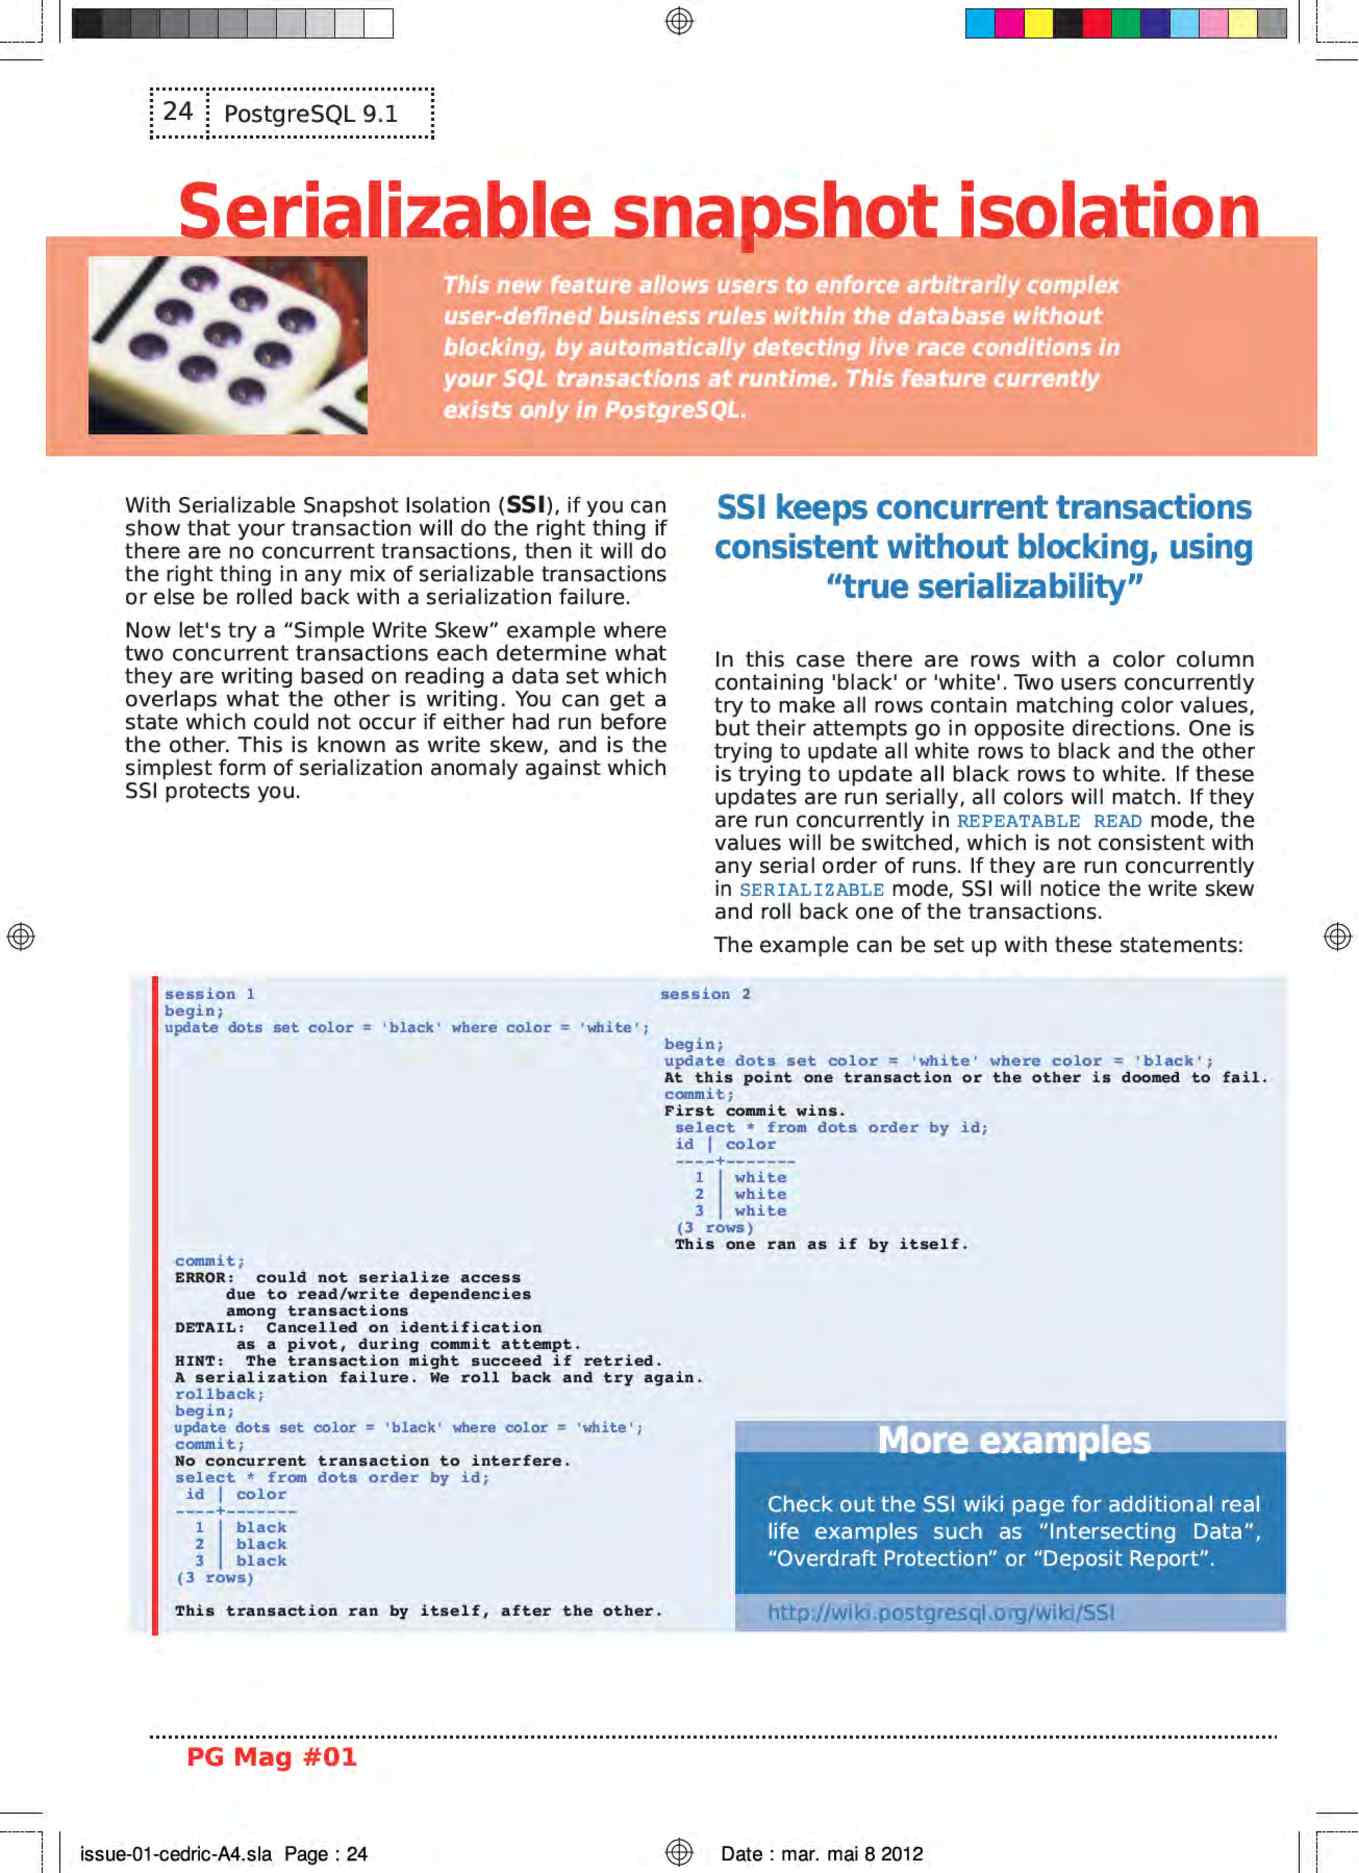 24 PostgreSQL 9.1
Serializable snapshot isolation
This new feature allows users to enforce arbitrarily complex
user-defined business rules within the database without
blocking, by automatically detecting live race conditions in
your SQL transactions at runtime. This feature currently
exists only in PostgreSQL.
With Serializable Snapshot Isolation (SSI), if you can
show that your transaction will do the right thing if
there are no concurrent transactions, then it will do
the right thing in any mix of serializable transactions
or else be rolled back with a serialization failure.
Now let's try a “Simple Write Skew” example where
two concurrent transactions each determine what
they are writing based on reading a data set which
overlaps what the other is writing. You can get a
state which could not occur if either had run before
the other. This is known as write skew, and is the
simplest form of serialization anomaly against which
SSI protects you.
SSI keeps concurrent transactions
consistent without blocking, using
“true serializability”
In this case there are rows with a color column
containing 'black' or 'white'. Two users concurrently
try to make all rows contain matching color values,
but their attempts go in opposite directions. One is
trying to update all white rows to black and the other
is trying to update all black rows to white. If these
updates are run serially, all colors will match. If they
are run concurrently in REPEATABLE READ mode, the
values will be switched, which is not consistent with
any serial order of runs. If they are run concurrently
in SERIALIZABLE mode, SSI will notice the write skew
and roll back one of the transactions.
The example can be set up with these statements:
session 1 session 2
begin;
update dots set color = 'black' where color = 'white';
begin;
update dots set color = 'white' where color = 'black';
At this point one transaction or the other is doomed to fail.
commit;
First commit wins.
select * from dots order by id;
id | color
----+-------
1 | white
2 | white
3 | white
(3 rows)
This one ran as if by itself.
commit;
ERROR: could not serialize access
due to read/write dependencies
among transactions
DETAIL: Cancelled on identification
as a pivot, during commit attempt.
HINT: The transaction might succeed if retried.
A serialization failure. We roll back and try again.
rollback;
begin;
update dots set color = 'black' where color = 'white';
commit;
No concurrent transaction to interfere.
select * from dots order by id;
id | color
----+-------
1 | black
2 | black
3 | black
(3 rows)
This transaction ran by itself, after the other.
More examples
Check out the SSI wiki page for additional real
life examples such as “Intersecting Data”,
“Overdraft Protection” or “Deposit Report”.
http://wiki.postgresql.org/wiki/SSI
PG Mag #01
issue-01-cedric-A4.sla Page : 24 Date : mar. mai 8 2012